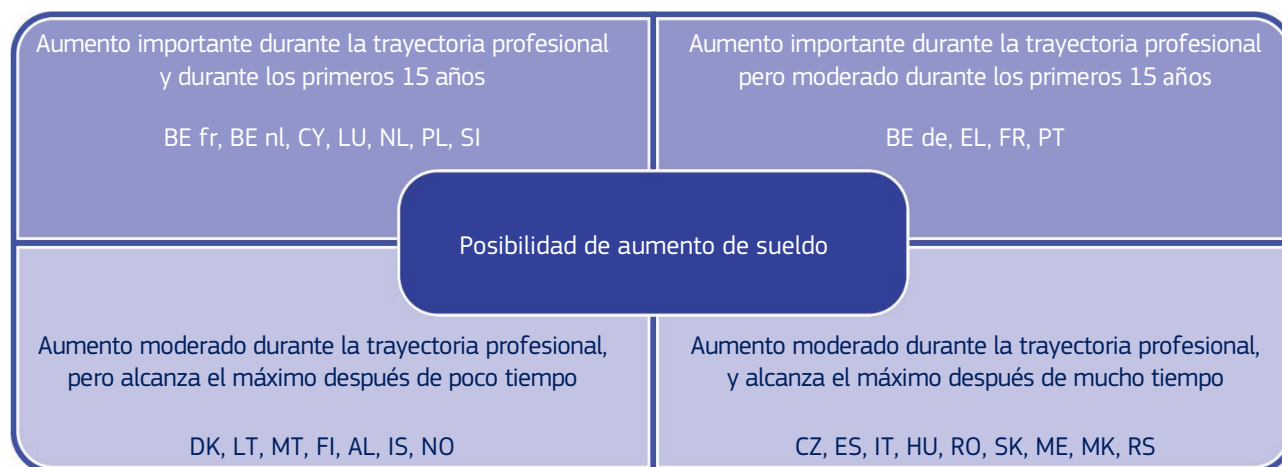 Aumento importante durante la trayectoria profesional
y durante los primeros 15 años
BE fr, BE nl, CY, LU, NL, PL, SI
Aumento importante durante la trayectoria profesional
pero moderado durante los primeros 15 años
BE de, EL, FR, PT
Posibilidad de aumento de sueldo
Aumento moderado durante la trayectoria profesional,
pero alcanza el máximo después de poco tiempo
DK, LT, MT, FI, AL, IS, NO
Aumento moderado durante la trayectoria profesional,
y alcanza el máximo después de mucho tiempo
CZ, ES, IT, HU, RO, SK, ME, MK, RS